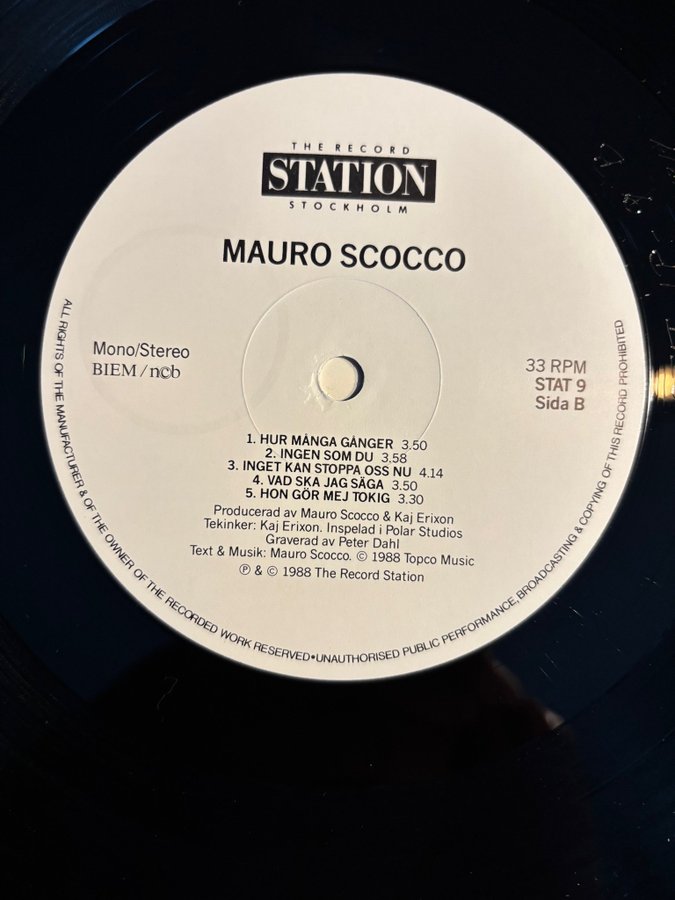 THE RECORD
STATION
STOCKHOLM
MAURO SCOCCO
Mono/Stereo
BIEM/n©b
33 RPM
STAT 9
Sida B
1. HUR MÅNGA GÅNGER 3.50
2. INGEN SOM DU 3.58
3. INGET KAN STOPPA OSS NU 4.14
4. VAD SKA JAG SÄGA 3.50
5. HON GÖR MEJ TOKIG 3.30
Producerad av Mauro Scocco & Kaj Erixon
Tekinker: Kaj Erixon. Inspelad i Polar Studios
Graverad av Peter Dahl
Text & Musik: Mauro Scocco. © 1988 Topco Music
℗ & © 1988 The Record Station
ALL RIGHTS OF THE MANUFACTURER & OF THE OWNER OF THE RECORDED WORK RESERVED•UNAUTHORISED PUBLIC PERFORMANCE, BROADCASTING & COPYING OF THIS RECORD PROHIBITED